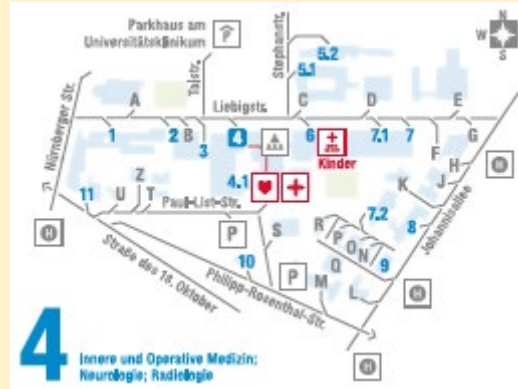 Parkhaus am
Universitätsklinikum
P
N
W
S
Stephanstr.
5.2
5.1
Talstr.
Nürnberger Str.
A
Liebigstr.
C
D
E
1
2
B
3
4
6
7.1
7
F
G
Kinder
H
J
K
H
Johannisallee
4.1
Z
11
U
T
Paul-List-Str.
7.2
8
H
P
S
R
P
O
N
9
Q
Straße des 18. Oktober
10
P
M
L
H
Philipp-Rosenthal-Str.
H
4
Innere und Operative Medizin;
Neurologie; Radiologie